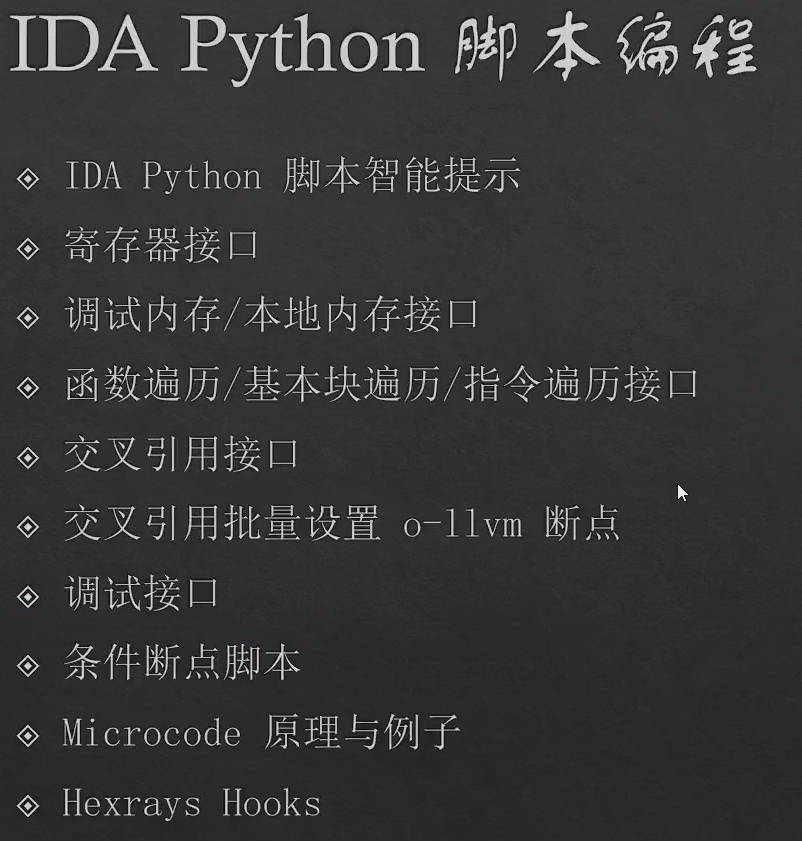 IDA Python 脚本编程
IDA Python 脚本智能提示
寄存器接口
调试内存/本地内存接口
函数遍历/基本块遍历/指令遍历接口
交叉引用接口
交叉引用批量设置 o-llvm 断点
调试接口
条件断点脚本
Microcode 原理与例子
Hexrays Hooks